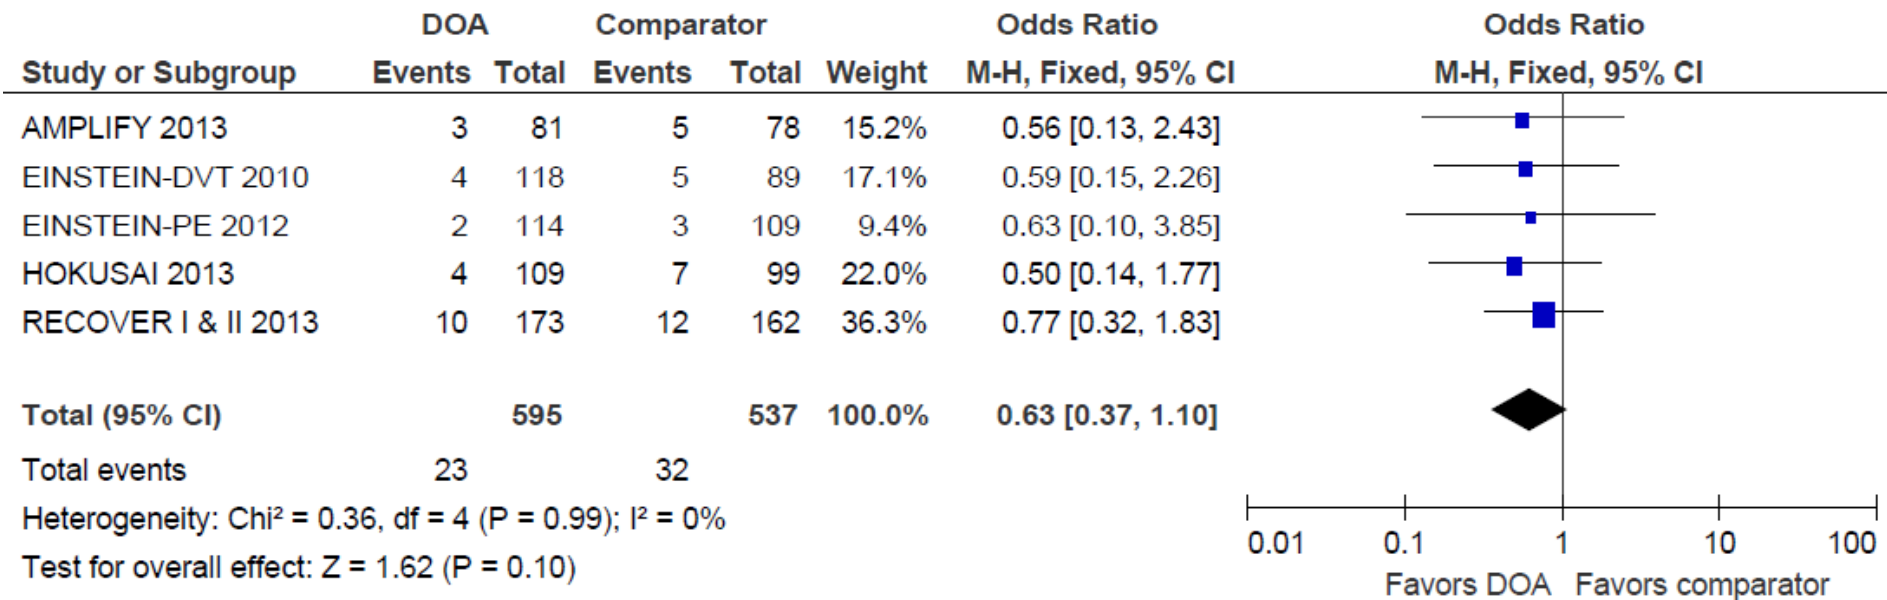 DOA Comparator Odds Ratio Odds Ratio
Study or Subgroup Events Total Events Total Weight M-H, Fixed, 95% CI M-H, Fixed, 95% CI
AMPLIFY 2013 3 81 5 78 15.2% 0.56 [0.13, 2.43]
EINSTEIN-DVT 2010 4 118 5 89 17.1% 0.59 [0.15, 2.26]
EINSTEIN-PE 2012 2 114 3 109 9.4% 0.63 [0.10, 3.85]
HOKUSAI 2013 4 109 7 99 22.0% 0.50 [0.14, 1.77]
RECOVER I & II 2013 10 173 12 162 36.3% 0.77 [0.32, 1.83]
Total (95% CI) 595 537 100.0% 0.63 [0.37, 1.10]
Total events 23 32
Heterogeneity: Chi² = 0.36, df = 4 (P = 0.99); I² = 0%
Test for overall effect: Z = 1.62 (P = 0.10)
0.01 0.1 1 10 100
Favors DOA Favors comparator